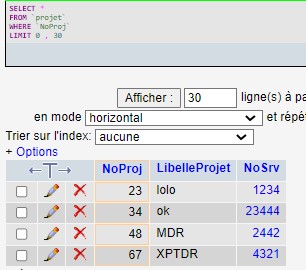 SELECT *
FROM `projet`
WHERE `NoProj`
LIMIT 0 , 30
Afficher : 30 ligne(s) à pa
en mode horizontal et répét
Trier sur l'index: aucune
+ Options
←T→ NoProj LibelleProjet NoSrv
23 lolo 1234
34 ok 23444
48 MDR 2442
67 XPTDR 4321